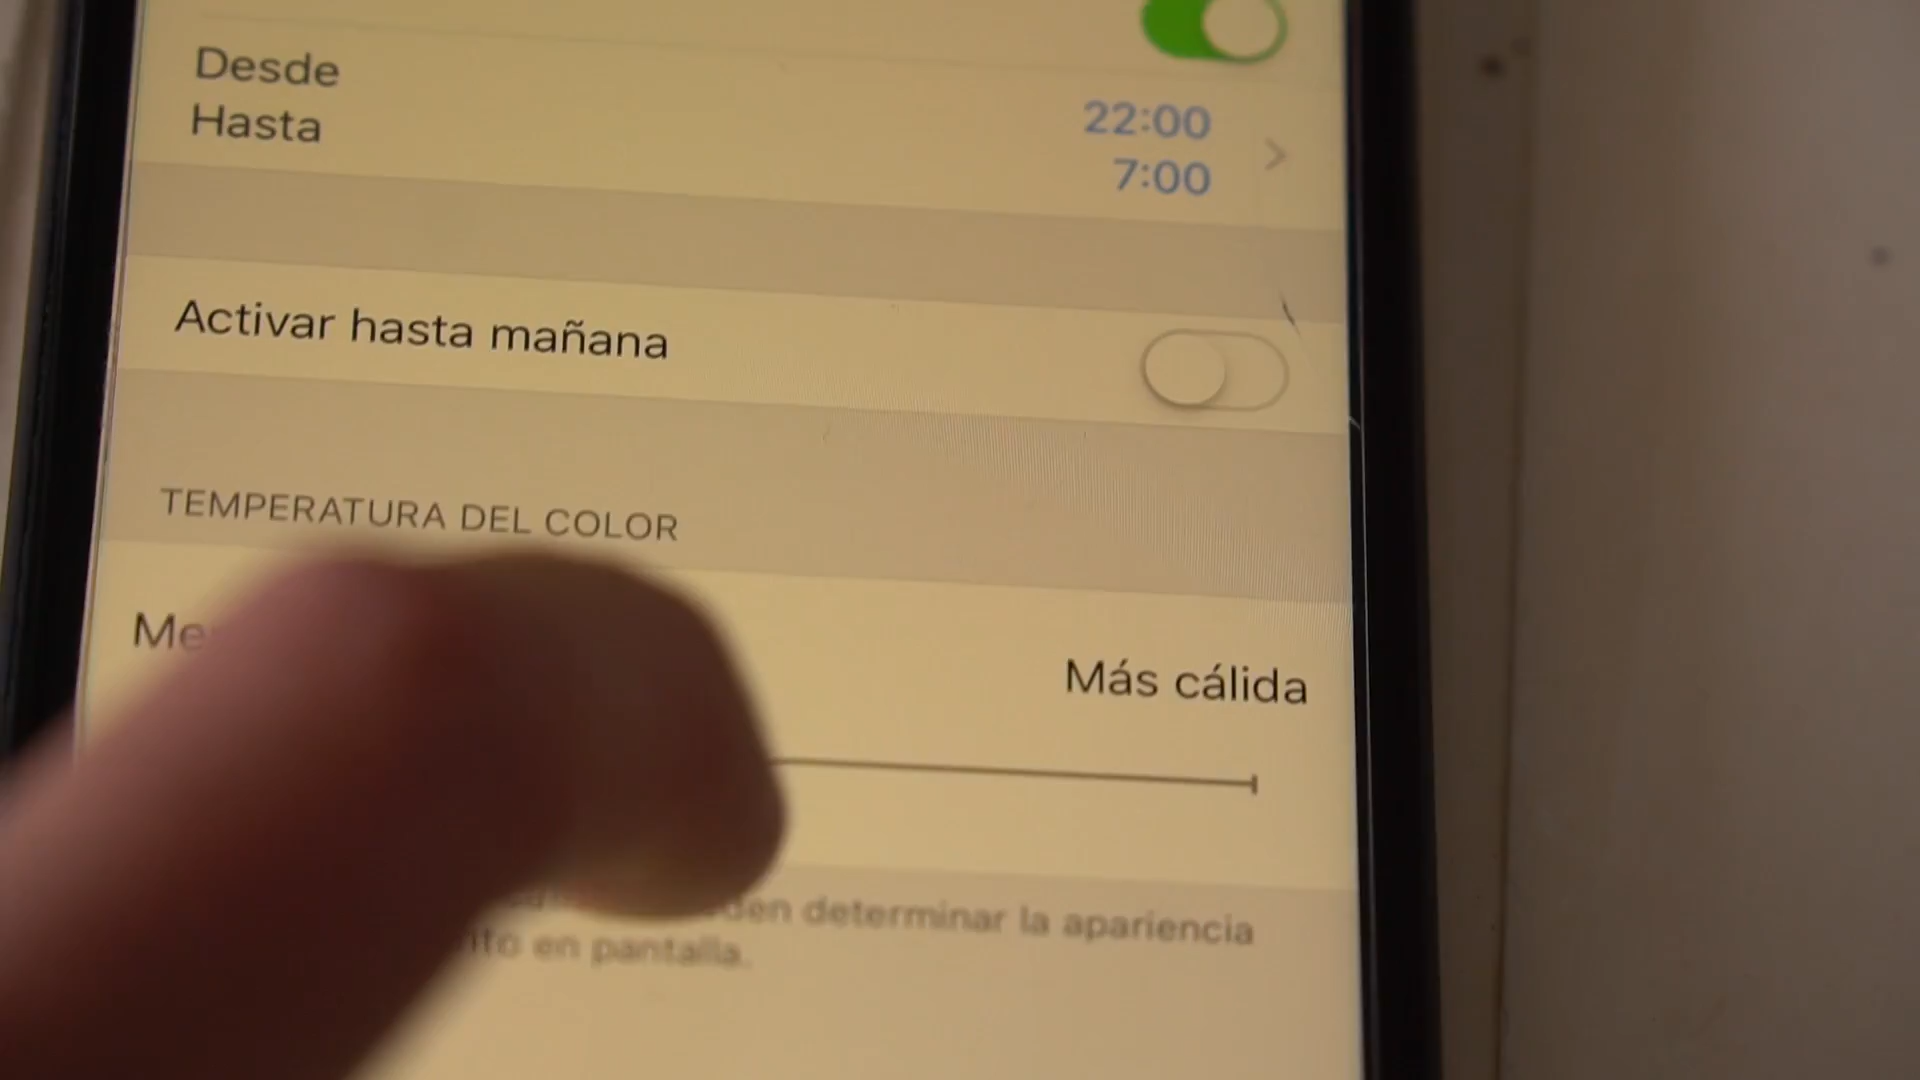 Desde
22:00
Hasta
7:00
Activar hasta mañana
TEMPERATURA DEL COLOR
Más cálida
determinar la apariencia
en pantalla.